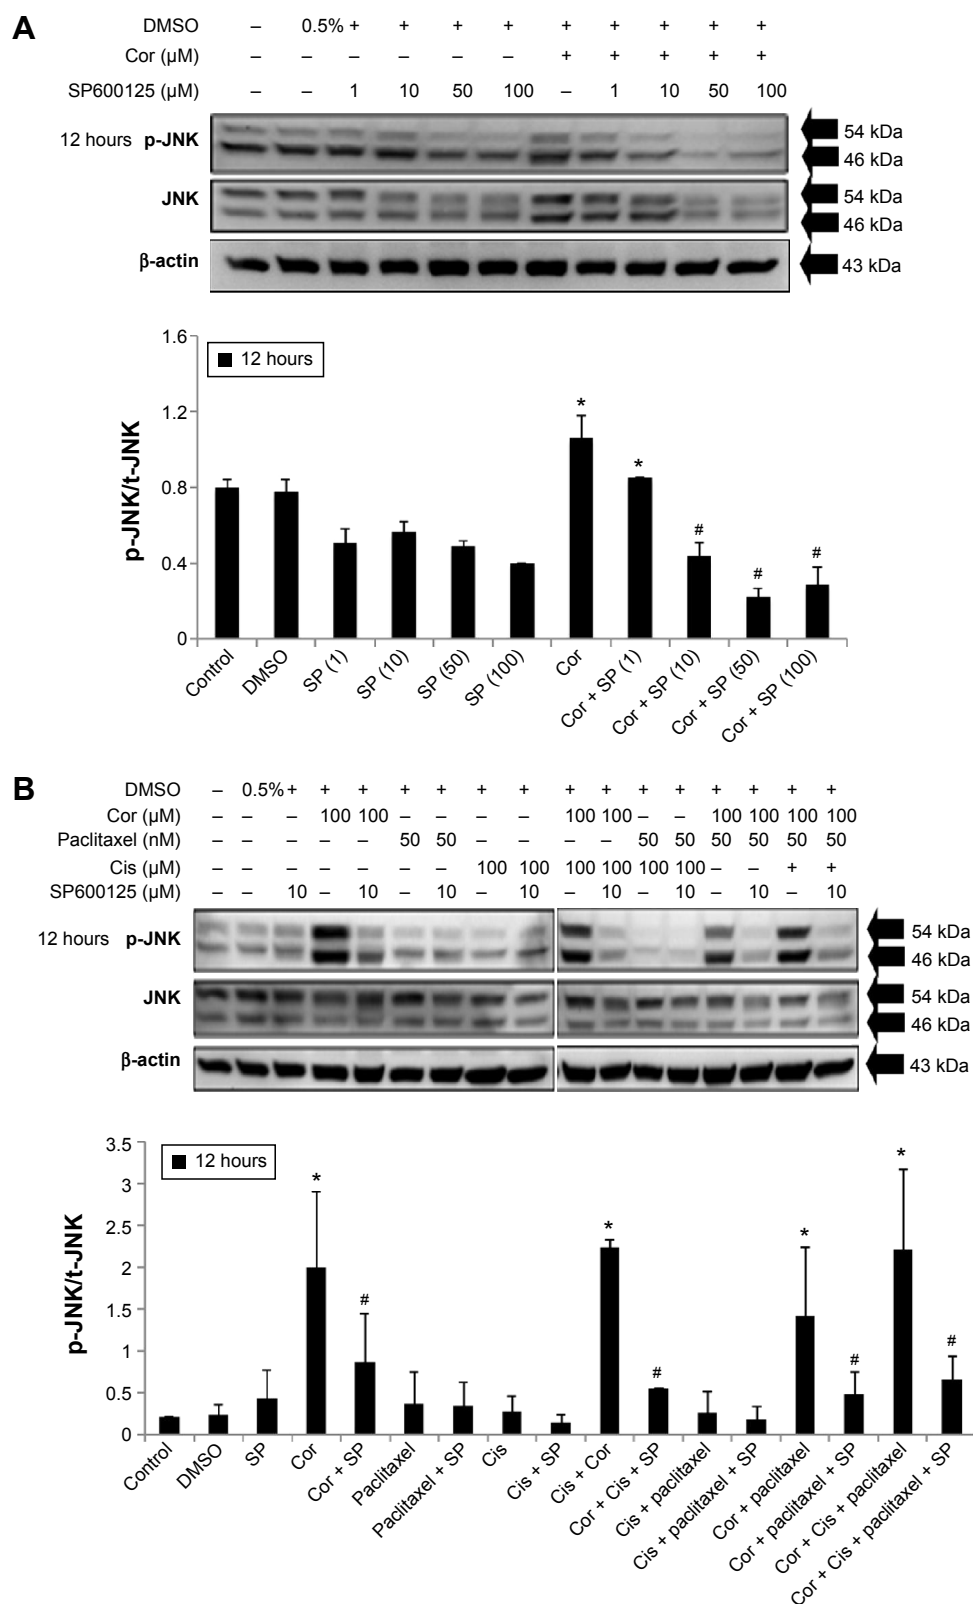 A
DMSO – 0.5% + + + + + + + + +
Cor (µM) – – – – – – + + + + +
SP600125 (µM) – – 1 10 50 100 – 1 10 50 100
12 hours p-JNK 54 kDa
46 kDa
JNK 54 kDa
46 kDa
β-actin 43 kDa
1.6
12 hours
1.2
0.8
0.4
0
p-JNK/t-JNK
* * # # #
Control DMSO SP (1) SP (10) SP (50) SP (100) Cor Cor + SP (1) Cor + SP (10) Cor + SP (50) Cor + SP (100)
B
DMSO – 0.5% + + + + + + + + + + + + + + +
Cor (µM) – – – 100 100 – – – – 100 100 – – 100 100 100 100
Paclitaxel (nM) – – – – – 50 50 – – – – 50 50 50 50 50 50
Cis (µM) – – – – – – – 100 100 100 100 100 100 – – + +
SP600125 (µM) – – 10 – 10 – 10 – 10 – 10 – 10 – 10 – 10
12 hours p-JNK 54 kDa
46 kDa
JNK 54 kDa
46 kDa
β-actin 43 kDa
3.5
12 hours
3
2.5
2
1.5
1
0.5
0
p-JNK/t-JNK
* # * # * # * #
Control DMSO SP Cor Cor + SP Paclitaxel Paclitaxel + SP Cis Cis + SP Cis + Cor Cor + Cis + SP Cis + paclitaxel Cis + paclitaxel + SP Cor + paclitaxel Cor + paclitaxel + SP Cor + Cis + paclitaxel Cor + Cis + paclitaxel + SP